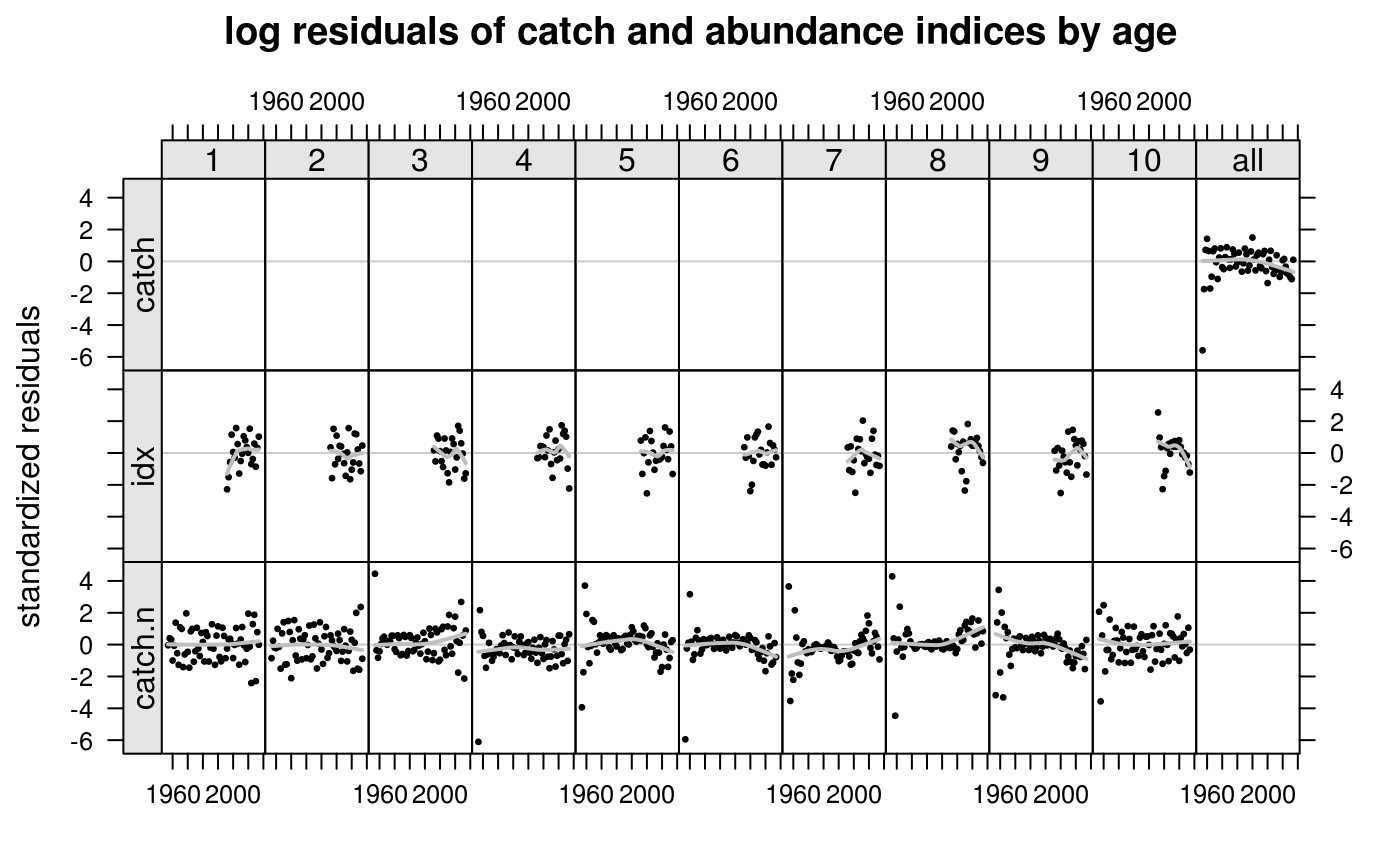 log residuals of catch and abundance indices by age
1960 2000 1960 2000 1960 2000 1960 2000 1960 2000
1 2 3 4 5 6 7 8 9 10 all
standardized residuals
catch
4
2
0
-2
-4
-6
idx
4
2
0
-2
-4
-6
catch.n
4
2
0
-2
-4
-6
1960 2000 1960 2000 1960 2000 1960 2000 1960 2000 1960 2000